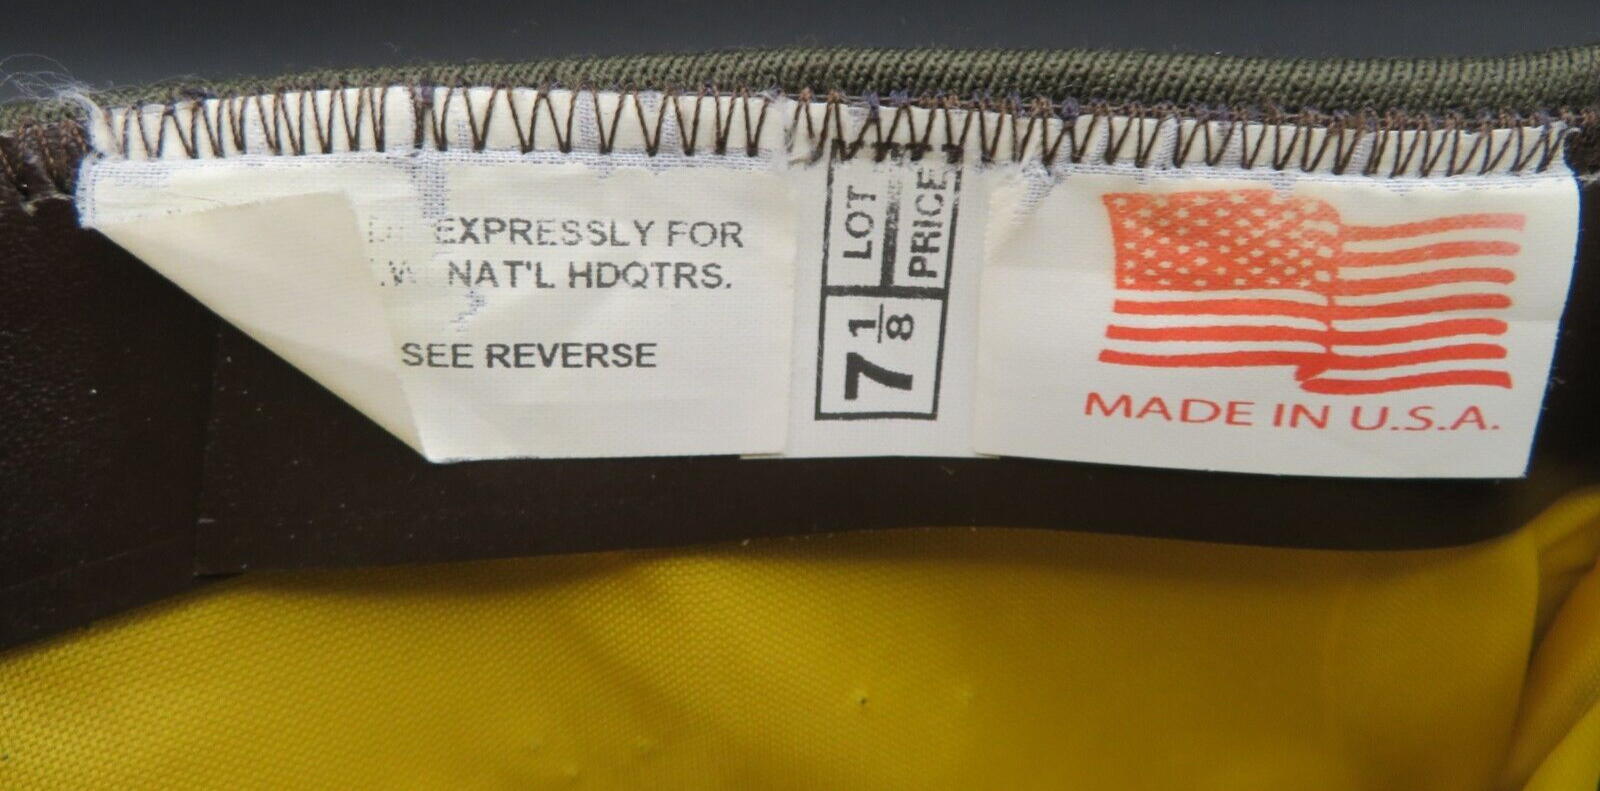 EXPRESSLY FOR
NAT'L HDQTRS.
SEE REVERSE
LOT
PRICE
7 1/8
MADE IN U.S.A.